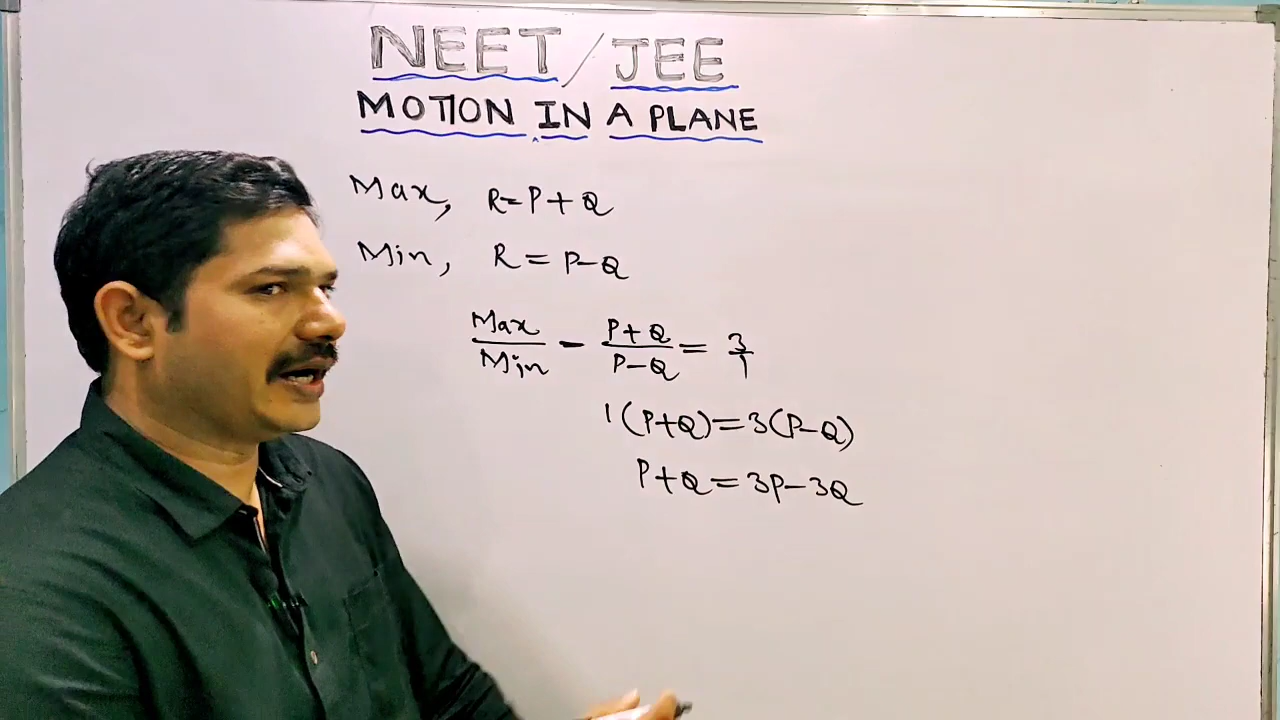 NEET/JEE
MOTION IN A PLANE
Max, R=P+Q
Min, R=P-Q
Max/Min - P+Q/P-Q = 3/1
1(P+Q)=3(P-Q)
P+Q=3P-3Q